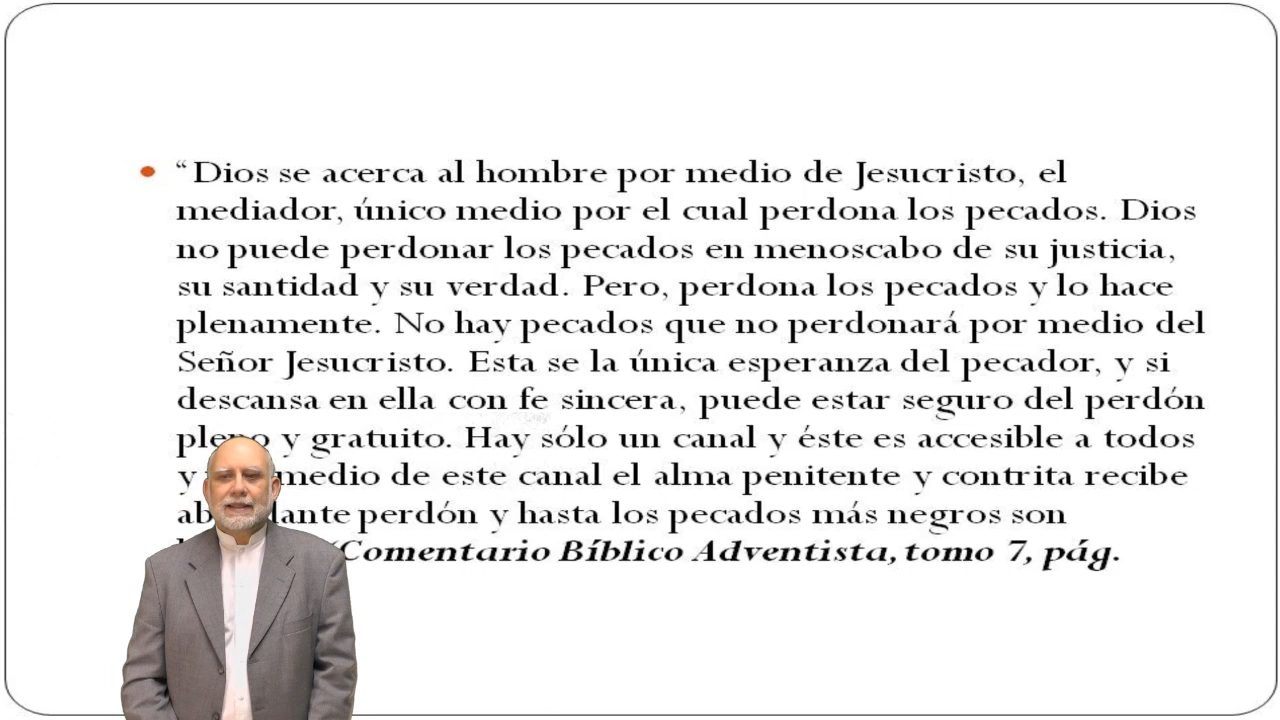 “Dios se acerca al hombre por medio de Jesucristo, el
mediador, único medio por el cual perdona los pecados. Dios
no puede perdonar los pecados en menoscabo de su justicia,
su santidad y su verdad. Pero, perdona los pecados y lo hace
plenamente. No hay pecados que no perdonará por medio del
Señor Jesucristo. Esta se la única esperanza del pecador, y si
descansa en ella con fe sincera, puede estar seguro del perdón
pleno y gratuito. Hay sólo un canal y éste es accesible a todos
y medio de este canal el alma penitente y contrita recibe
perdón y hasta los pecados más negros son
(Comentario Bíblico Adventista, tomo 7, pág.